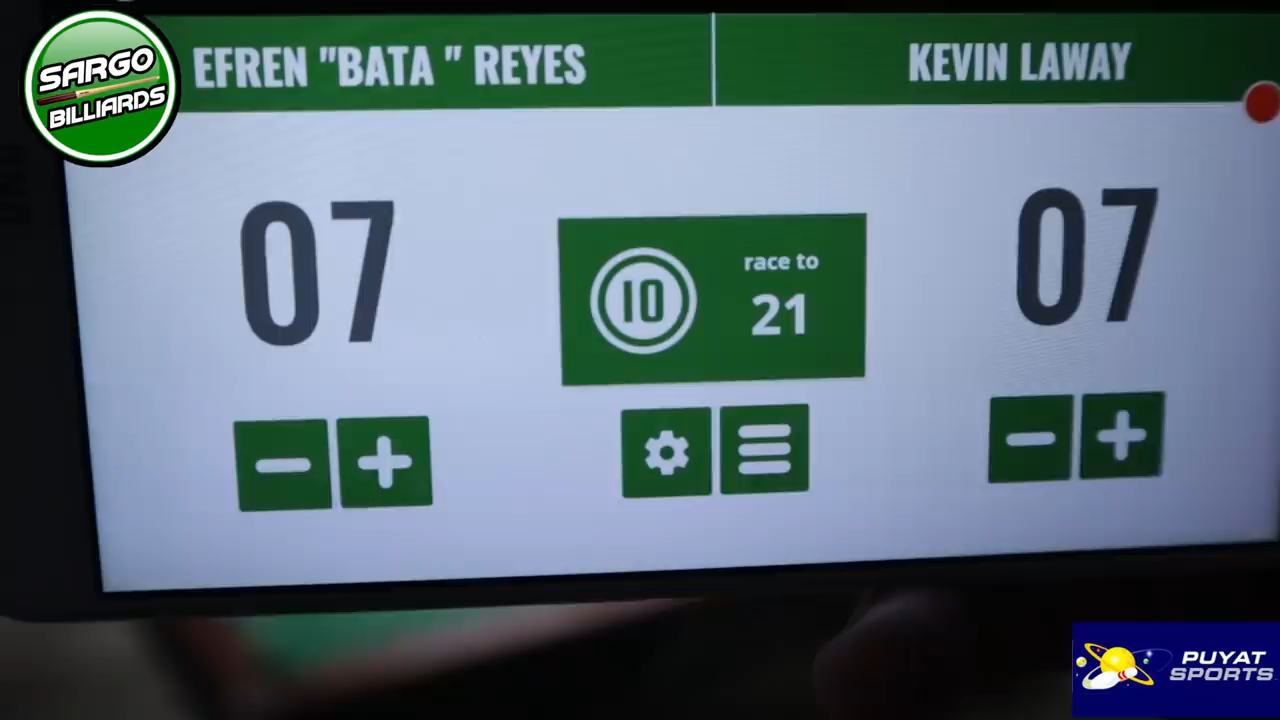 SARGO
BILLIARDS
EFREN "BATA " REYES
KEVIN LAWAY
07
10
race to
21
07
PUYAT
SPORTS